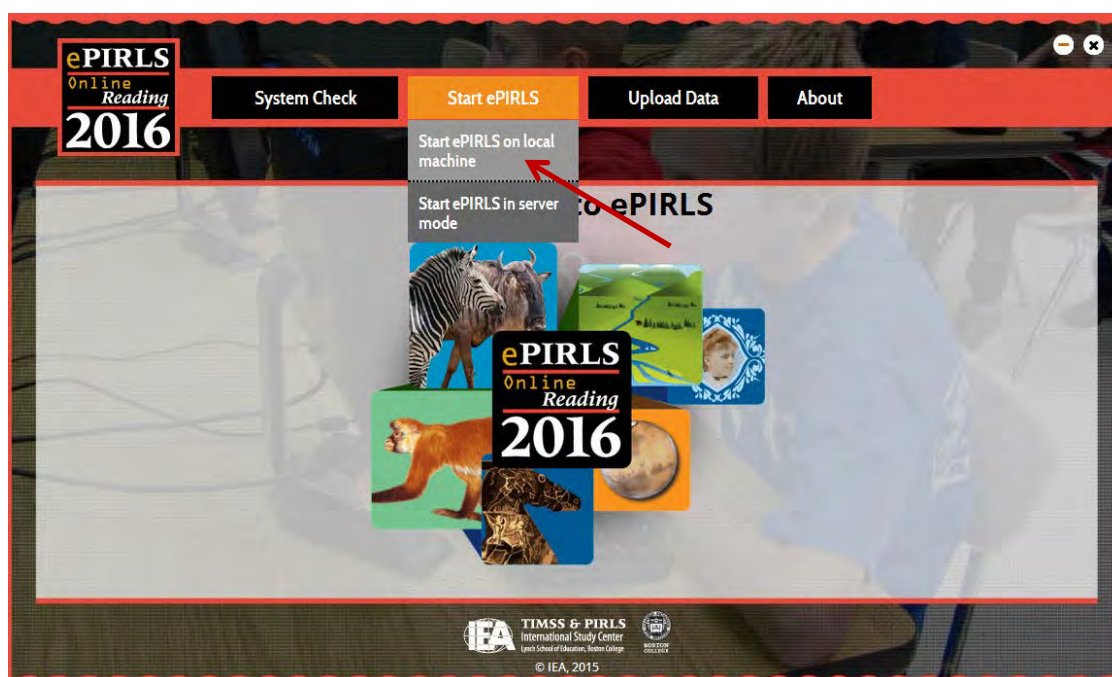 ePIRLS
Online
Reading
2016
System Check
Start ePIRLS
Upload Data
About
Start ePIRLS on local
machine
Start ePIRLS in server
mode
to ePIRLS
ePIRLS
Online
Reading
2016
IEA
TIMSS & PIRLS
International Study Center
Lynch School of Education, Boston College
BOSTON
COLLEGE
© IEA, 2015